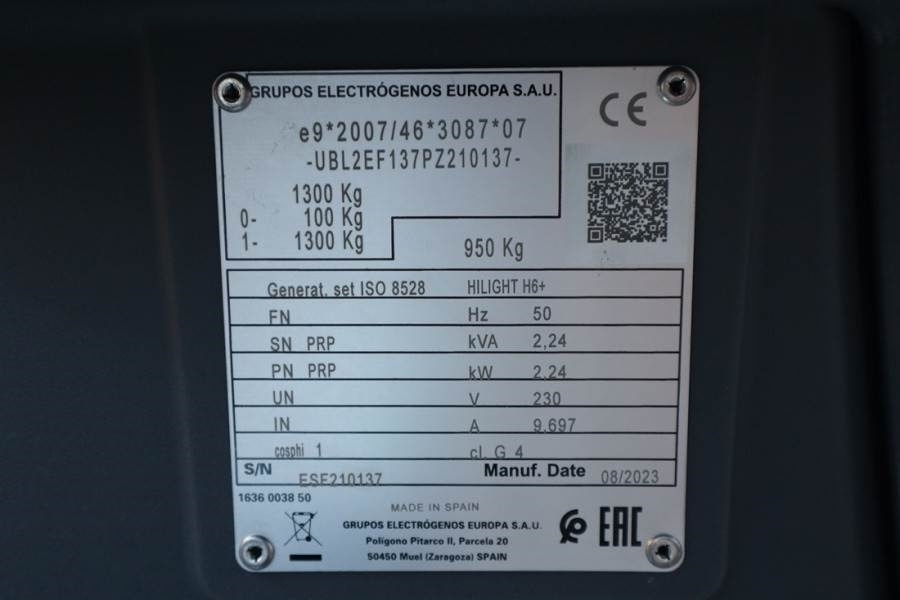 GRUPOS ELECTRÓGENOS EUROPA S.A.U.
e9*2007/46*3087*07
-UBL2EF137PZ210137-
1300 Kg
0- 100 Kg
1- 1300 Kg
950 Kg
CE
Generat. set ISO 8528 HILIGHT H6+
FN Hz 50
SN PRP kVA 2,24
PN PRP kW 2.24
UN V 230
IN A 9.697
cosphi 1 cl. G 4
S/N ESF210137 Manuf. Date 08/2023
1636 0038 50
MADE IN SPAIN
GRUPOS ELECTRÓGENOS EUROPA S.A.U.
Polígono Pitarco II, Parcela 20
50450 Muel (Zaragoza) SPAIN
EAC